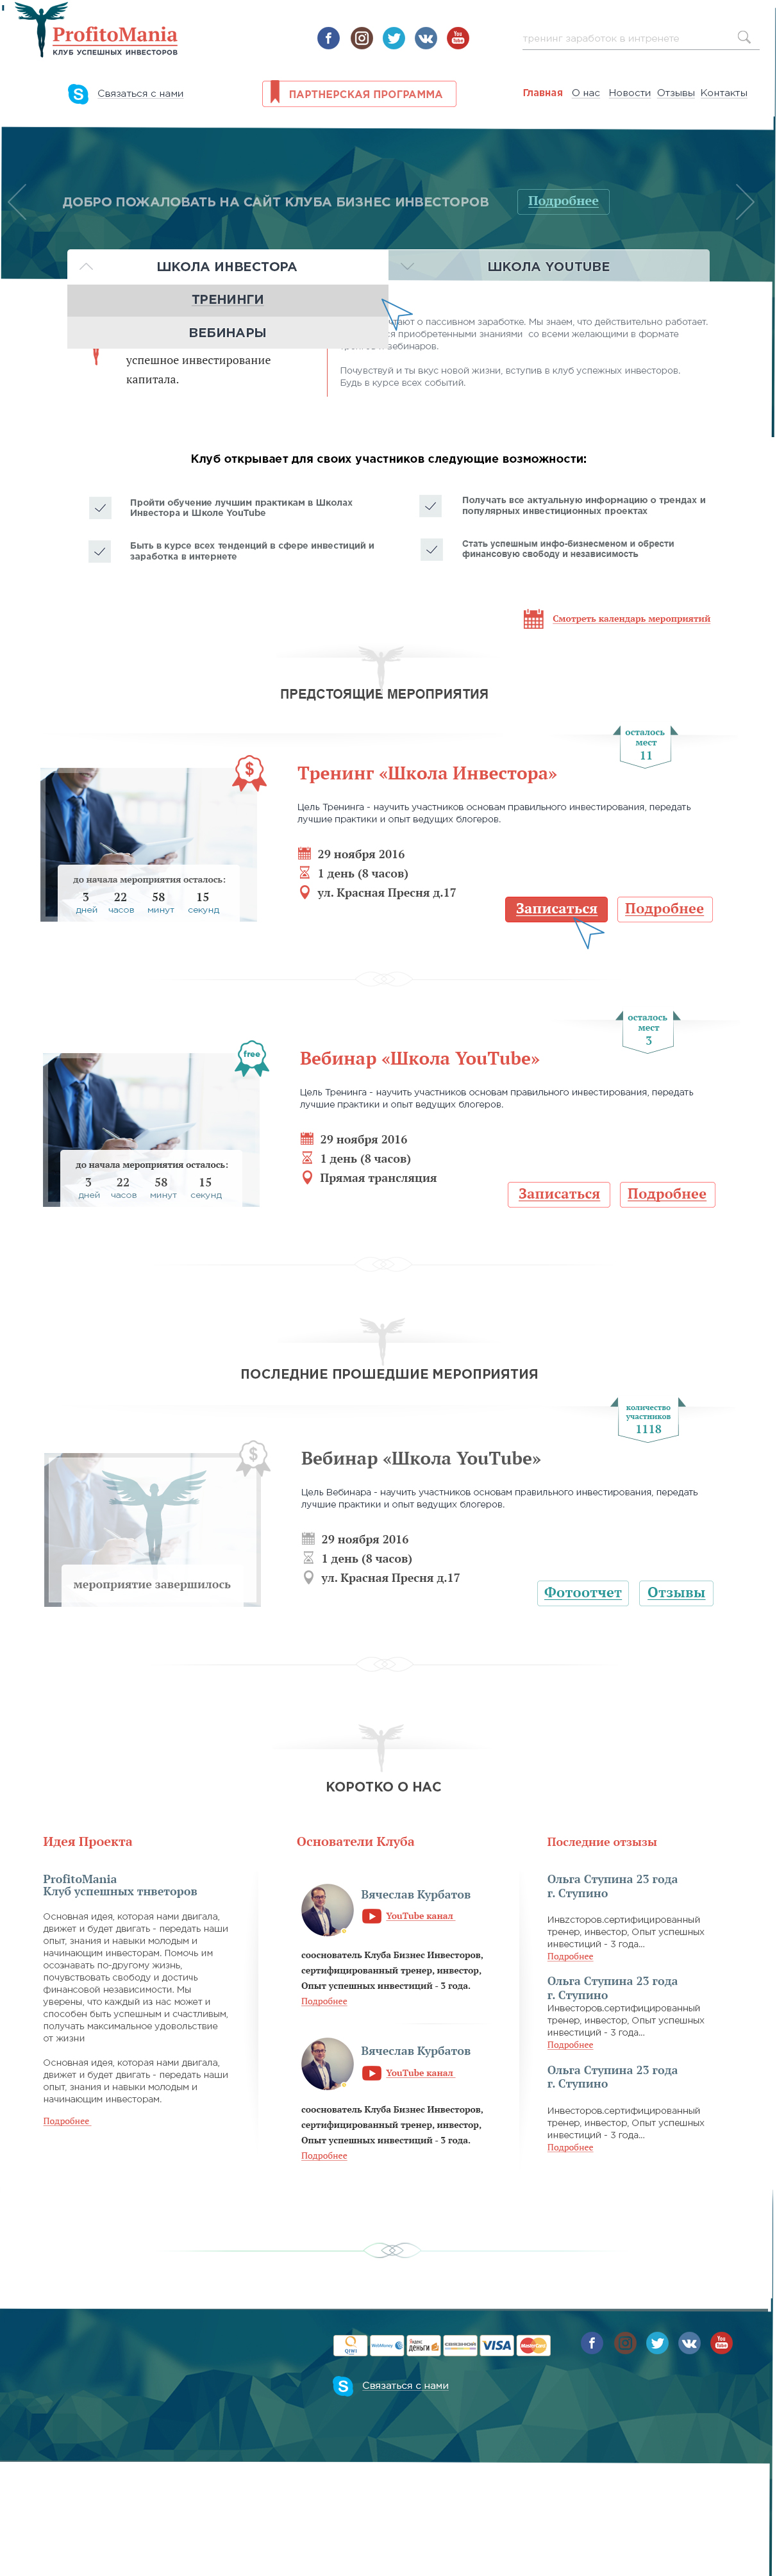 ProfitoMania
КЛУБ УСПЕШНЫХ ИНВЕСТОРОВ
You
Tube
тренинг заработок в интренете
Связаться с нами
ПАРТНЕРСКАЯ ПРОГРАММА
Главная О нас Новости Отзывы Контакты
ДОБРО ПОЖАЛОВАТЬ НА САЙТ КЛУБА БИЗНЕС ИНВЕСТОРОВ
Подробнее
ШКОЛА ИНВЕСТОРА
ШКОЛА YOUTUBE
ТРЕНИНГИ
ВЕБИНАРЫ
успешное инвестирование
капитала.
о пассивном заработке. Мы знаем, что действительно работает.
приобретенными знаниями со всеми желающими в формате
вебинаров.
Почувствуй и ты вкус новой жизни, вступив в клуб успежных инвесторов.
Будь в курсе всех событий.
Клуб открывает для своих участников следующие возможности:
Пройти обучение лучшим практикам в Школах
Инвестора и Школе YouTube
Получать все актуальную информацию о трендах и
популярных инвестиционных проектах
Быть в курсе всех тенденций в сфере инвестиций и
заработка в интернете
Стать успешным инфо-бизнесменом и обрести
финансовую свободу и независимость
Смотреть календарь мероприятий
ПРЕДСТОЯЩИЕ МЕРОПРИЯТИЯ
осталось
мест
11
$
Тренинг «Школа Инвестора»
Цель Тренинга - научить участников основам правильного инвестирования, передать
лучшие практики и опыт ведущих блогеров.
29 ноября 2016
1 день (8 часов)
ул. Красная Пресня д.17
до начала мероприятия осталось:
3 22 58 15
дней часов минут секунд
Записаться
Подробнее
осталось
мест
3
free
Вебинар «Школа YouTube»
Цель Тренинга - научить участников основам правильного инвестирования, передать
лучшие практики и опыт ведущих блогеров.
29 ноября 2016
1 день (8 часов)
Прямая трансляция
до начала мероприятия осталось:
3 22 58 15
дней часов минут секунд
Записаться
Подробнее
ПОСЛЕДНИЕ ПРОШЕДШИЕ МЕРОПРИЯТИЯ
количество
участников
1118
$
Вебинар «Школа YouTube»
Цель Вебинара - научить участников основам правильного инвестирования, передать
лучшие практики и опыт ведущих блогеров.
29 ноября 2016
1 день (8 часов)
ул. Красная Пресня д.17
мероприятие завершилось
Фотоотчет
Отзывы
КОРОТКО О НАС
Идея Проекта
ProfitoMania
Клуб успешных тнветоров
Основная идея, которая нами двигала,
движет и будет двигать - передать наши
опыт, знания и навыки молодым и
начинающим инвесторам. Помочь им
осознавать по-другому жизнь,
почувствовать свободу и достичь
финансовой независимости. Мы
уверены, что каждый из нас может и
способен быть успешным и счастливым,
получать максимальное удовольствие
от жизни
Основная идея, которая нами двигала,
движет и будет двигать - передать наши
опыт, знания и навыки молодым и
начинающим инвесторам.
Подробнее
Основатели Клуба
Вячеслав Курбатов
YouTube канал
сооснователь Клуба Бизнес Инвесторов,
сертифицированный тренер, инвестор,
Опыт успешных инвестиций - 3 года.
Подробнее
Вячеслав Курбатов
YouTube канал
сооснователь Клуба Бизнес Инвесторов,
сертифицированный тренер, инвестор,
Опыт успешных инвестиций - 3 года.
Подробнее
Последние отзызы
Ольга Ступина 23 года
г. Ступино
Инвzсторов.сертифицированный
тренер, инвестор, Опыт успешных
инвестиций - 3 года...
Подробнее
Ольга Ступина 23 года
г. Ступино
Инвесторов.сертифицированный
тренер, инвестор, Опыт успешных
инвестиций - 3 года...
Подробнее
Ольга Ступина 23 года
г. Ступино
Инвесторов.сертифицированный
тренер, инвестор, Опыт успешных
инвестиций - 3 года...
Подробнее
QIWI
WebMoney
Яндекс
деньги
VISA
MasterCard
You
Tube
Связаться с нами